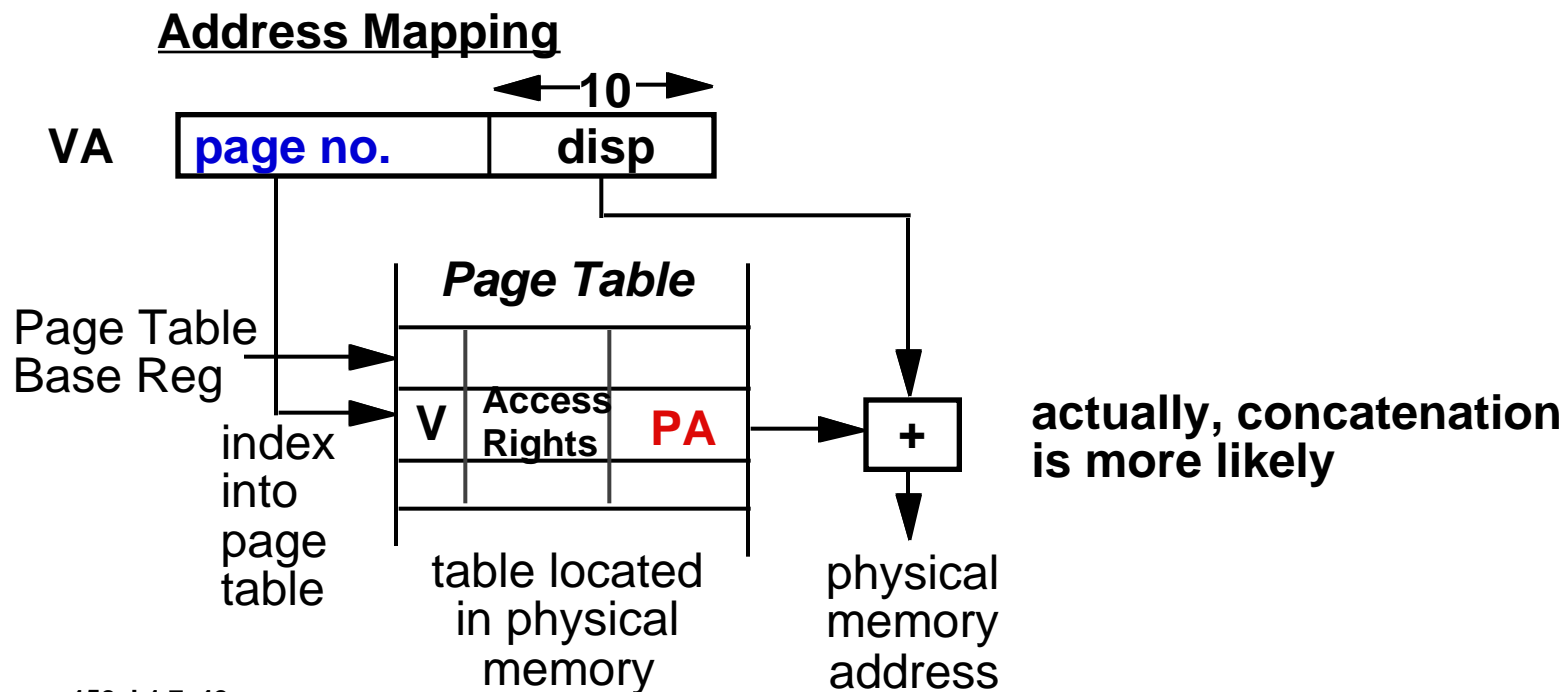 Address Mapping
10
VA page no. disp
Page Table
Page Table
Base Reg
V Access
Rights PA
+
actually, concatenation
is more likely
index
into
page
table
table located
in physical
memory
physical
memory
address